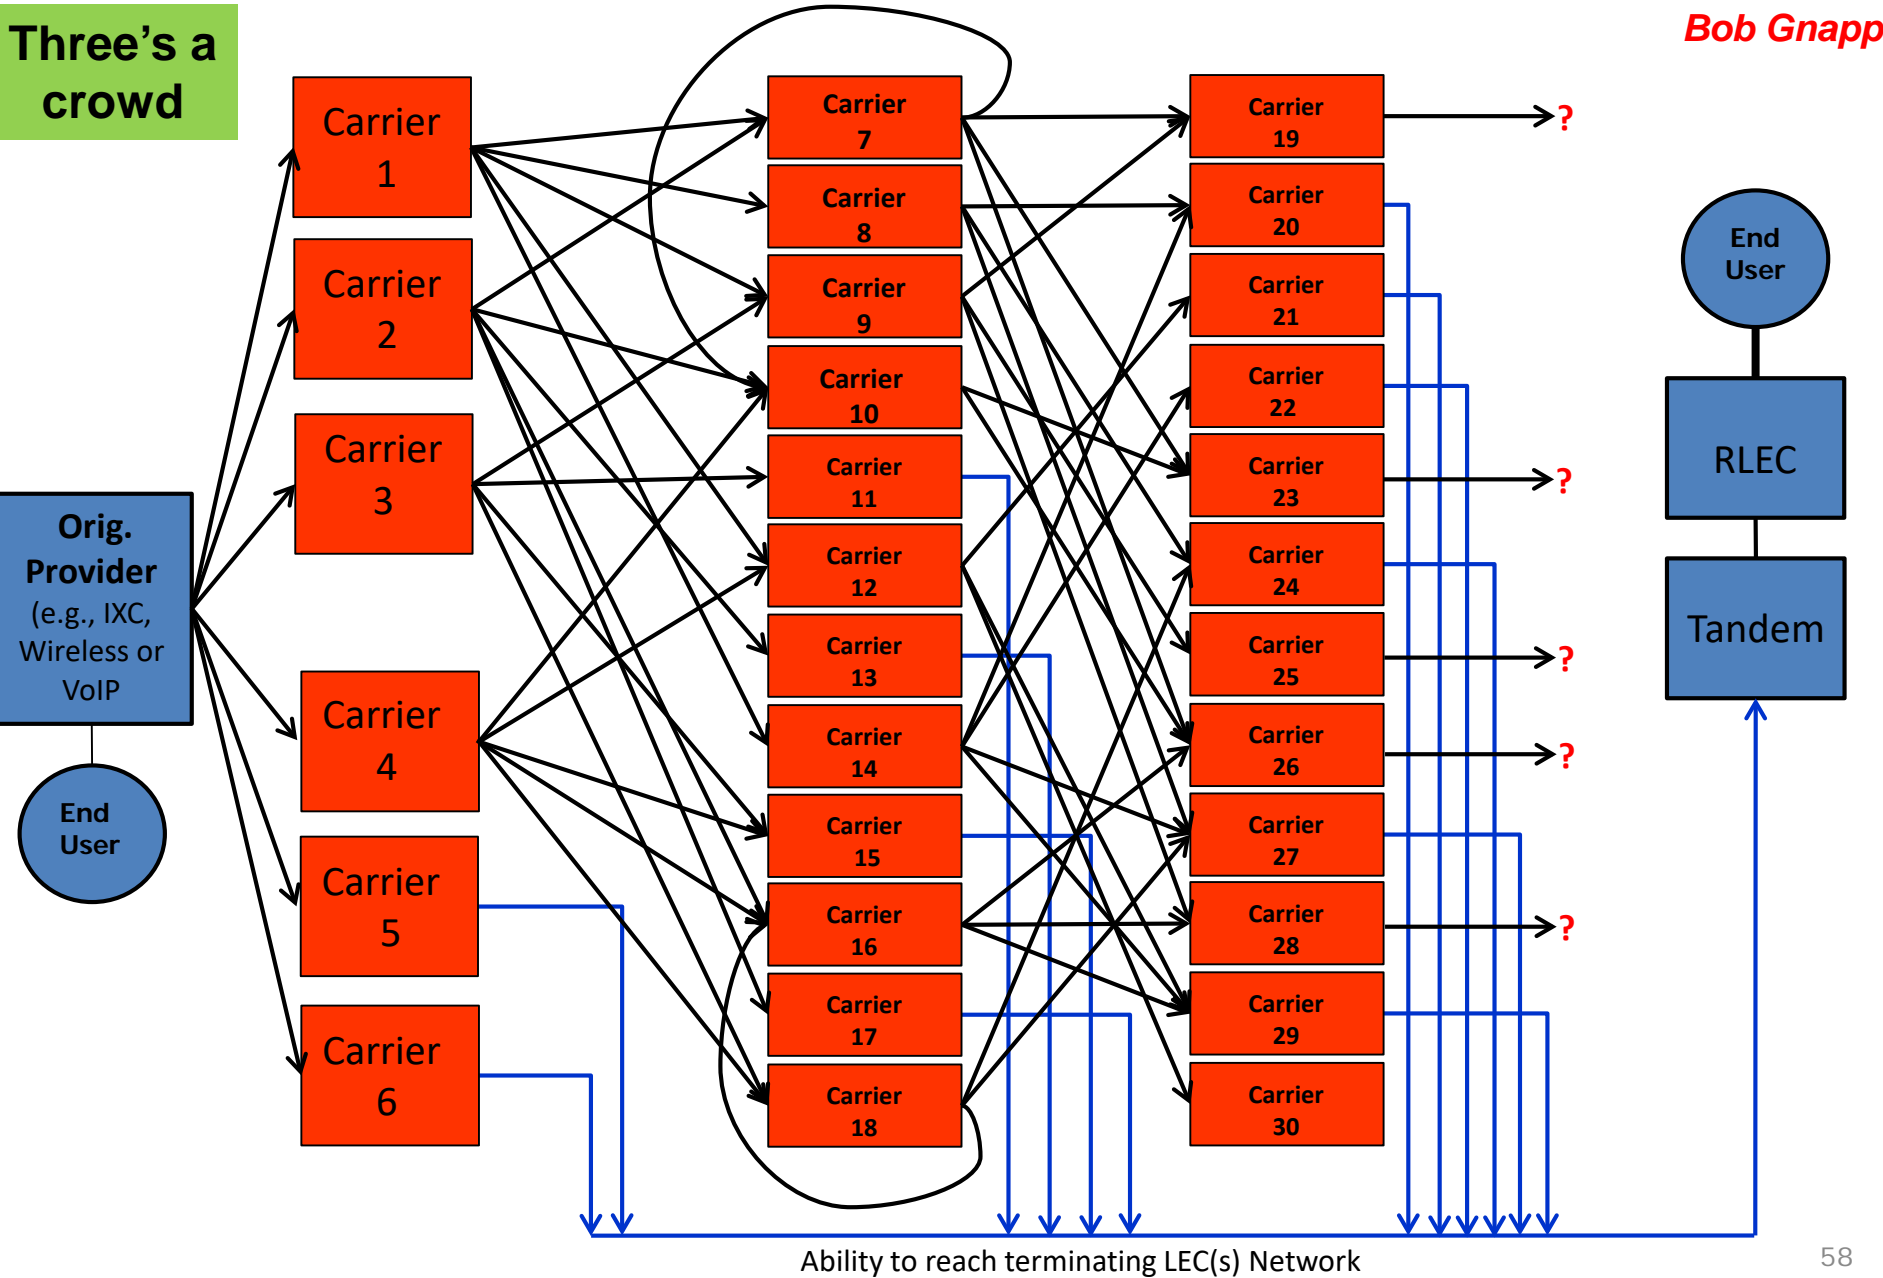 Three’s a
crowd
Bob Gnapp
Orig.
Provider
(e.g., IXC,
Wireless or
VoIP
End
User
Carrier
1
Carrier
2
Carrier
3
Carrier
4
Carrier
5
Carrier
6
Carrier
7
Carrier
8
Carrier
9
Carrier
10
Carrier
11
Carrier
12
Carrier
13
Carrier
14
Carrier
15
Carrier
16
Carrier
17
Carrier
18
Carrier
19
Carrier
20
Carrier
21
Carrier
22
Carrier
23
Carrier
24
Carrier
25
Carrier
26
Carrier
27
Carrier
28
Carrier
29
Carrier
30
?
?
?
?
?
End
User
RLEC
Tandem
Ability to reach terminating LEC(s) Network
58